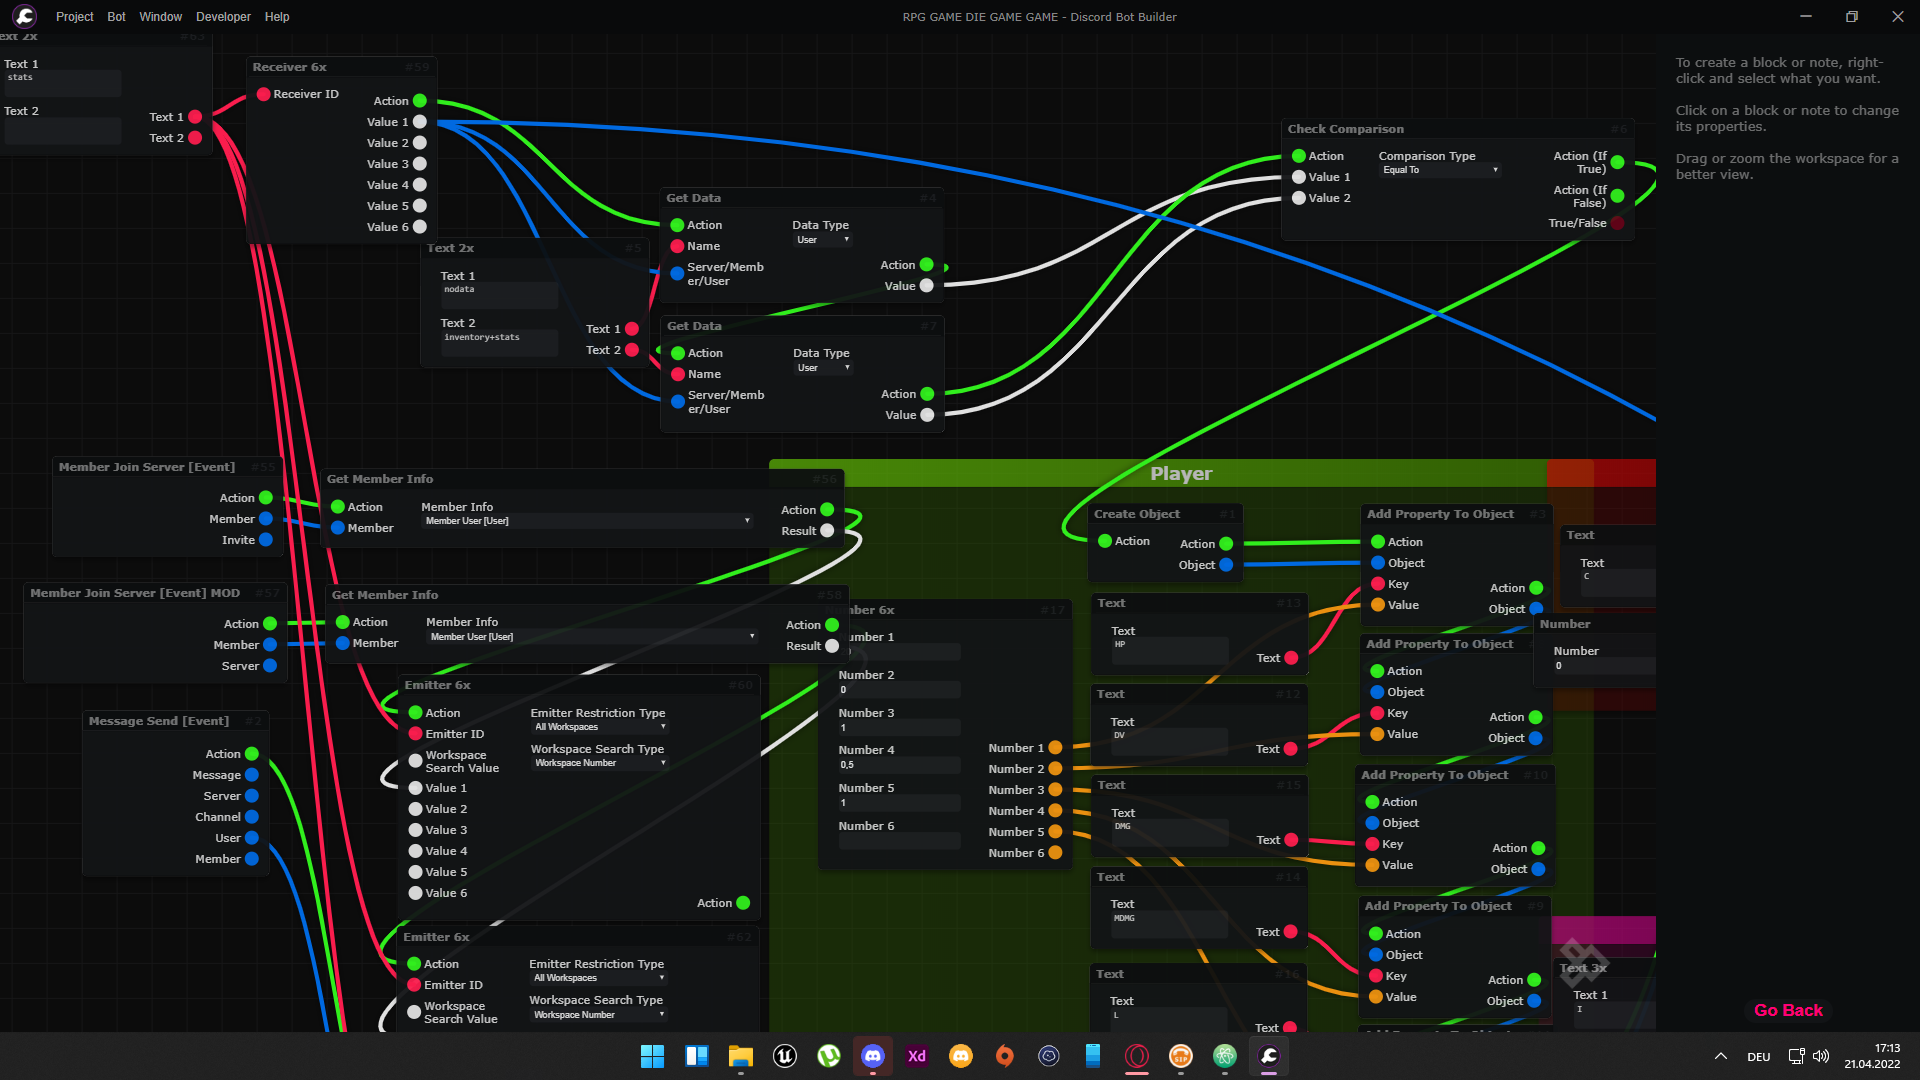 Project
Bot
Window
Developer
Help
RPG GAME DIE GAME GAME - Discord Bot Builder
ext 2x
#63
Text 1
stats
Text 2
Text 1
Text 2
Receiver 6x
#59
Receiver ID
Action
Value 1
Value 2
Value 3
Value 4
Value 5
Value 6
Text 2x
#5
Text 1
nodata
Text 2
inventory+stats
Text 1
Text 2
Get Data
#4
Action
Name
Server/Memb
er/User
Data Type
User
Action
Value
Get Data
#7
Action
Name
Server/Memb
er/User
Data Type
User
Action
Value
Check Comparison
#6
Action
Value 1
Value 2
Comparison Type
Equal To
Action (If
True)
Action (If
False)
True/False
To create a block or note, right-
click and select what you want.
Click on a block or note to change
its properties.
Drag or zoom the workspace for a
better view.
Member Join Server [Event]
#55
Action
Member
Invite
Get Member Info
#56
Action
Member
Member Info
Member User [User]
Action
Result
Member Join Server [Event] MOD
#57
Action
Member
Server
Get Member Info
#58
Action
Member
Member Info
Member User [User]
Action
Result
Message Send [Event]
#2
Action
Message
Server
Channel
User
Member
Emitter 6x
#60
Action
Emitter ID
Workspace
Search Value
Value 1
Value 2
Value 3
Value 4
Value 5
Value 6
Emitter Restriction Type
All Workspaces
Workspace Search Type
Workspace Number
Action
Emitter 6x
#62
Action
Emitter ID
Workspace
Search Value
Emitter Restriction Type
All Workspaces
Workspace Search Type
Workspace Number
Player
Create Object
#1
Action
Action
Object
umber 6x
#17
umber 1
Number 2
0
Number 3
1
Number 4
0,5
Number 5
1
Number 6
Number 1
Number 2
Number 3
Number 4
Number 5
Number 6
Text
#13
Text
HP
Text
Text
#12
Text
DV
Text
Text
#15
Text
DMG
Text
Text
#14
Text
MDMG
Text
Text
#16
Text
L
Text
Add Property To Object
#3
Action
Object
Key
Value
Action
Object
Add Property To Object
#
Action
Object
Key
Value
Action
Object
Add Property To Object
#10
Action
Object
Key
Value
Action
Object
Add Property To Object
#9
Action
Object
Key
Value
Action
Object
Add Property To Object
Text
Text
C
Number
Number
0
Text 3x
Text 1
I
Go Back
Xd
SIP
DEU
17:13
21.04.2022